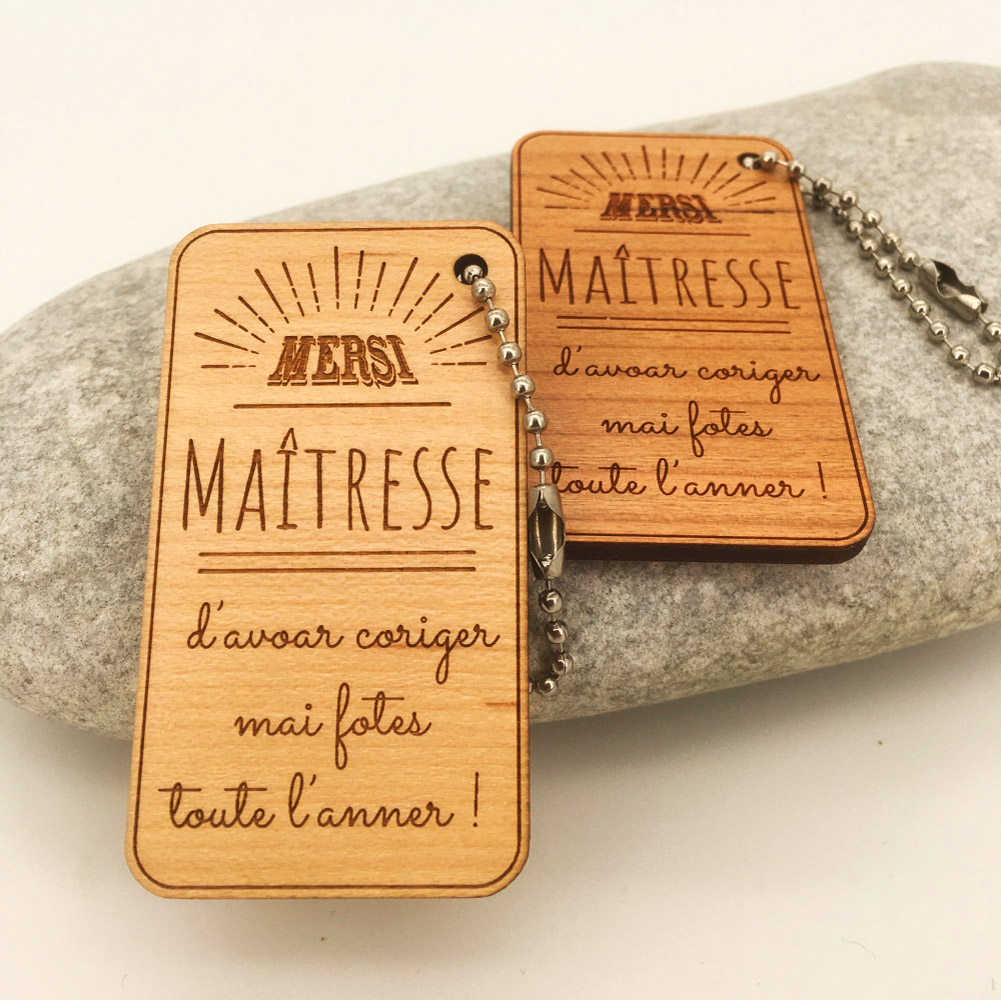 MERSI
MAÎTRESSE
d'avoar coriger
mai fotes
toute l'anner !
MERSI
MAÎTRESSE
d'avoar coriger
mai fotes
toute l'anner !